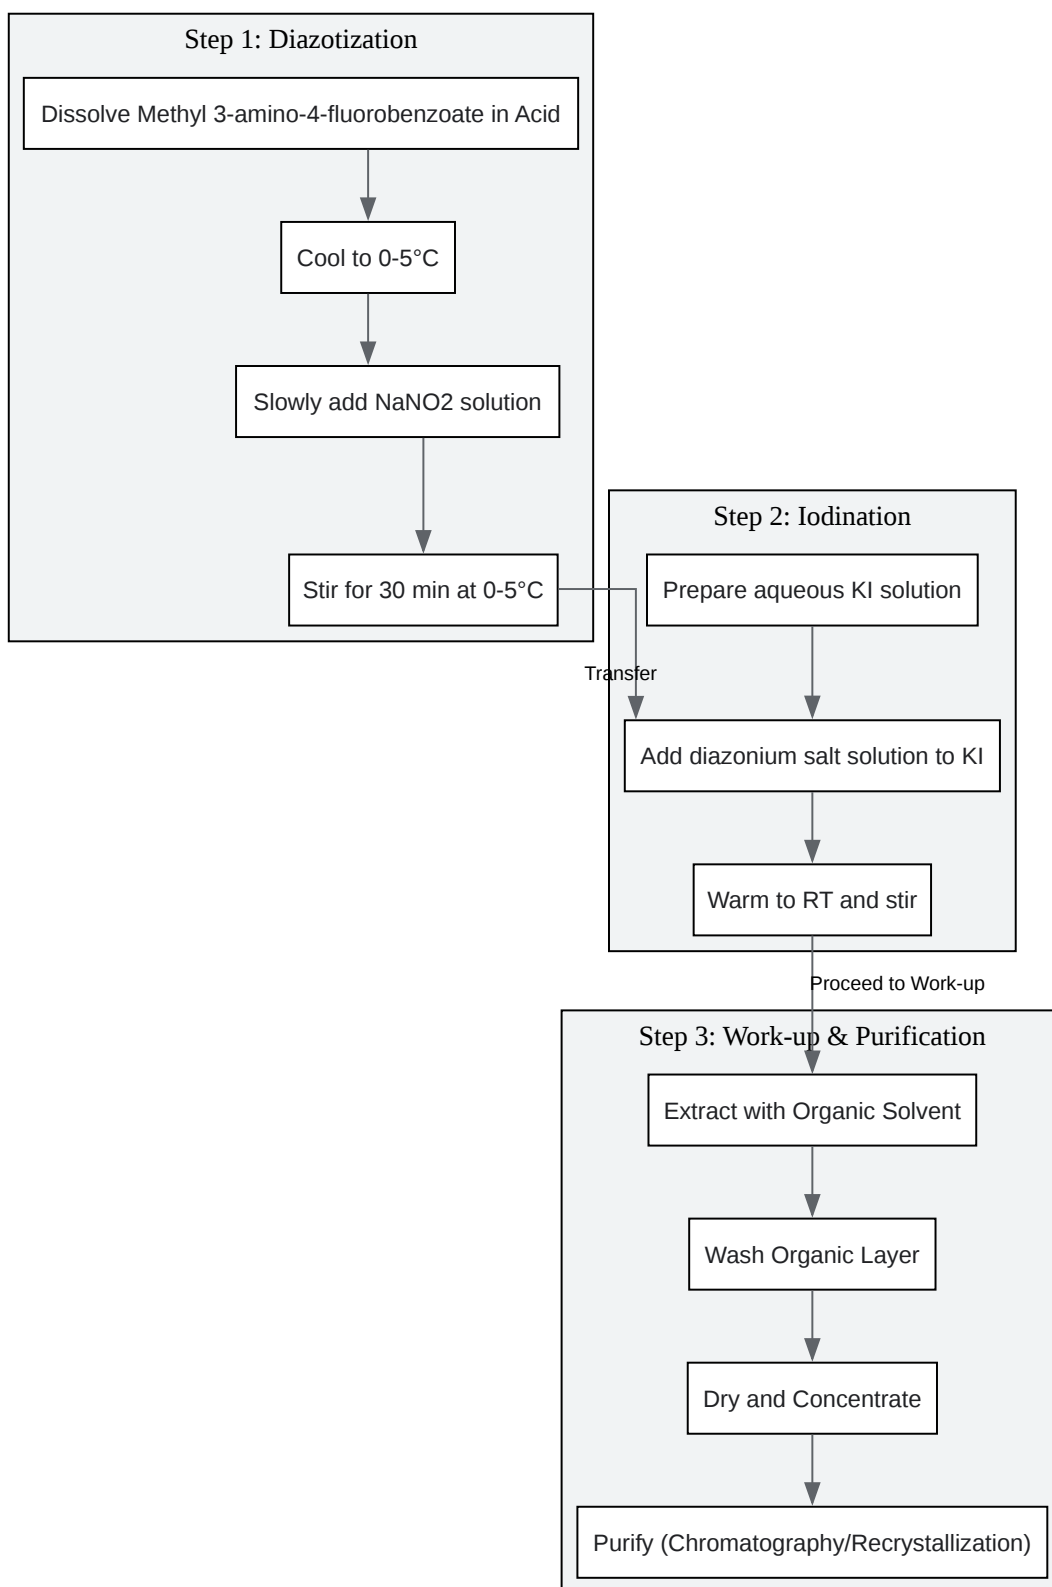 Step 1: Diazotization
Dissolve Methyl 3-amino-4-fluorobenzoate in Acid
Cool to 0-5°C
Slowly add NaNO2 solution
Stir for 30 min at 0-5°C
Transfer
Step 2: Iodination
Prepare aqueous KI solution
Add diazonium salt solution to KI
Warm to RT and stir
Proceed to Work-up
Step 3: Work-up & Purification
Extract with Organic Solvent
Wash Organic Layer
Dry and Concentrate
Purify (Chromatography/Recrystallization)